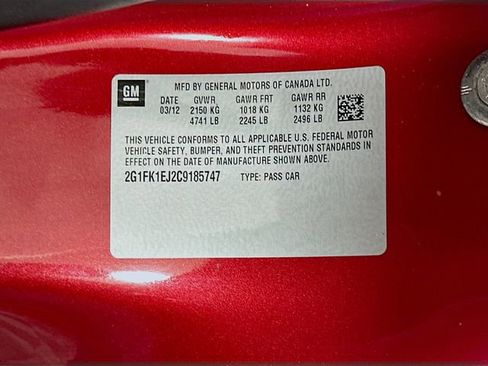 GM
MFD BY GENERAL MOTORS OF CANADA LTD.
DATE GVWR GAWR FRT GAWR RR
03/12 2150 KG 1018 KG 1132 KG
4741 LB 2245 LB 2496 LB
THIS VEHICLE CONFORMS TO ALL APPLICABLE U.S. FEDERAL MOTOR
VEHICLE SAFETY, BUMPER, AND THEFT PREVENTION STANDARDS IN
EFFECT ON THE DATE OF MANUFACTURE SHOWN ABOVE.
2G1FK1EJ2C9185747 TYPE: PASS CAR